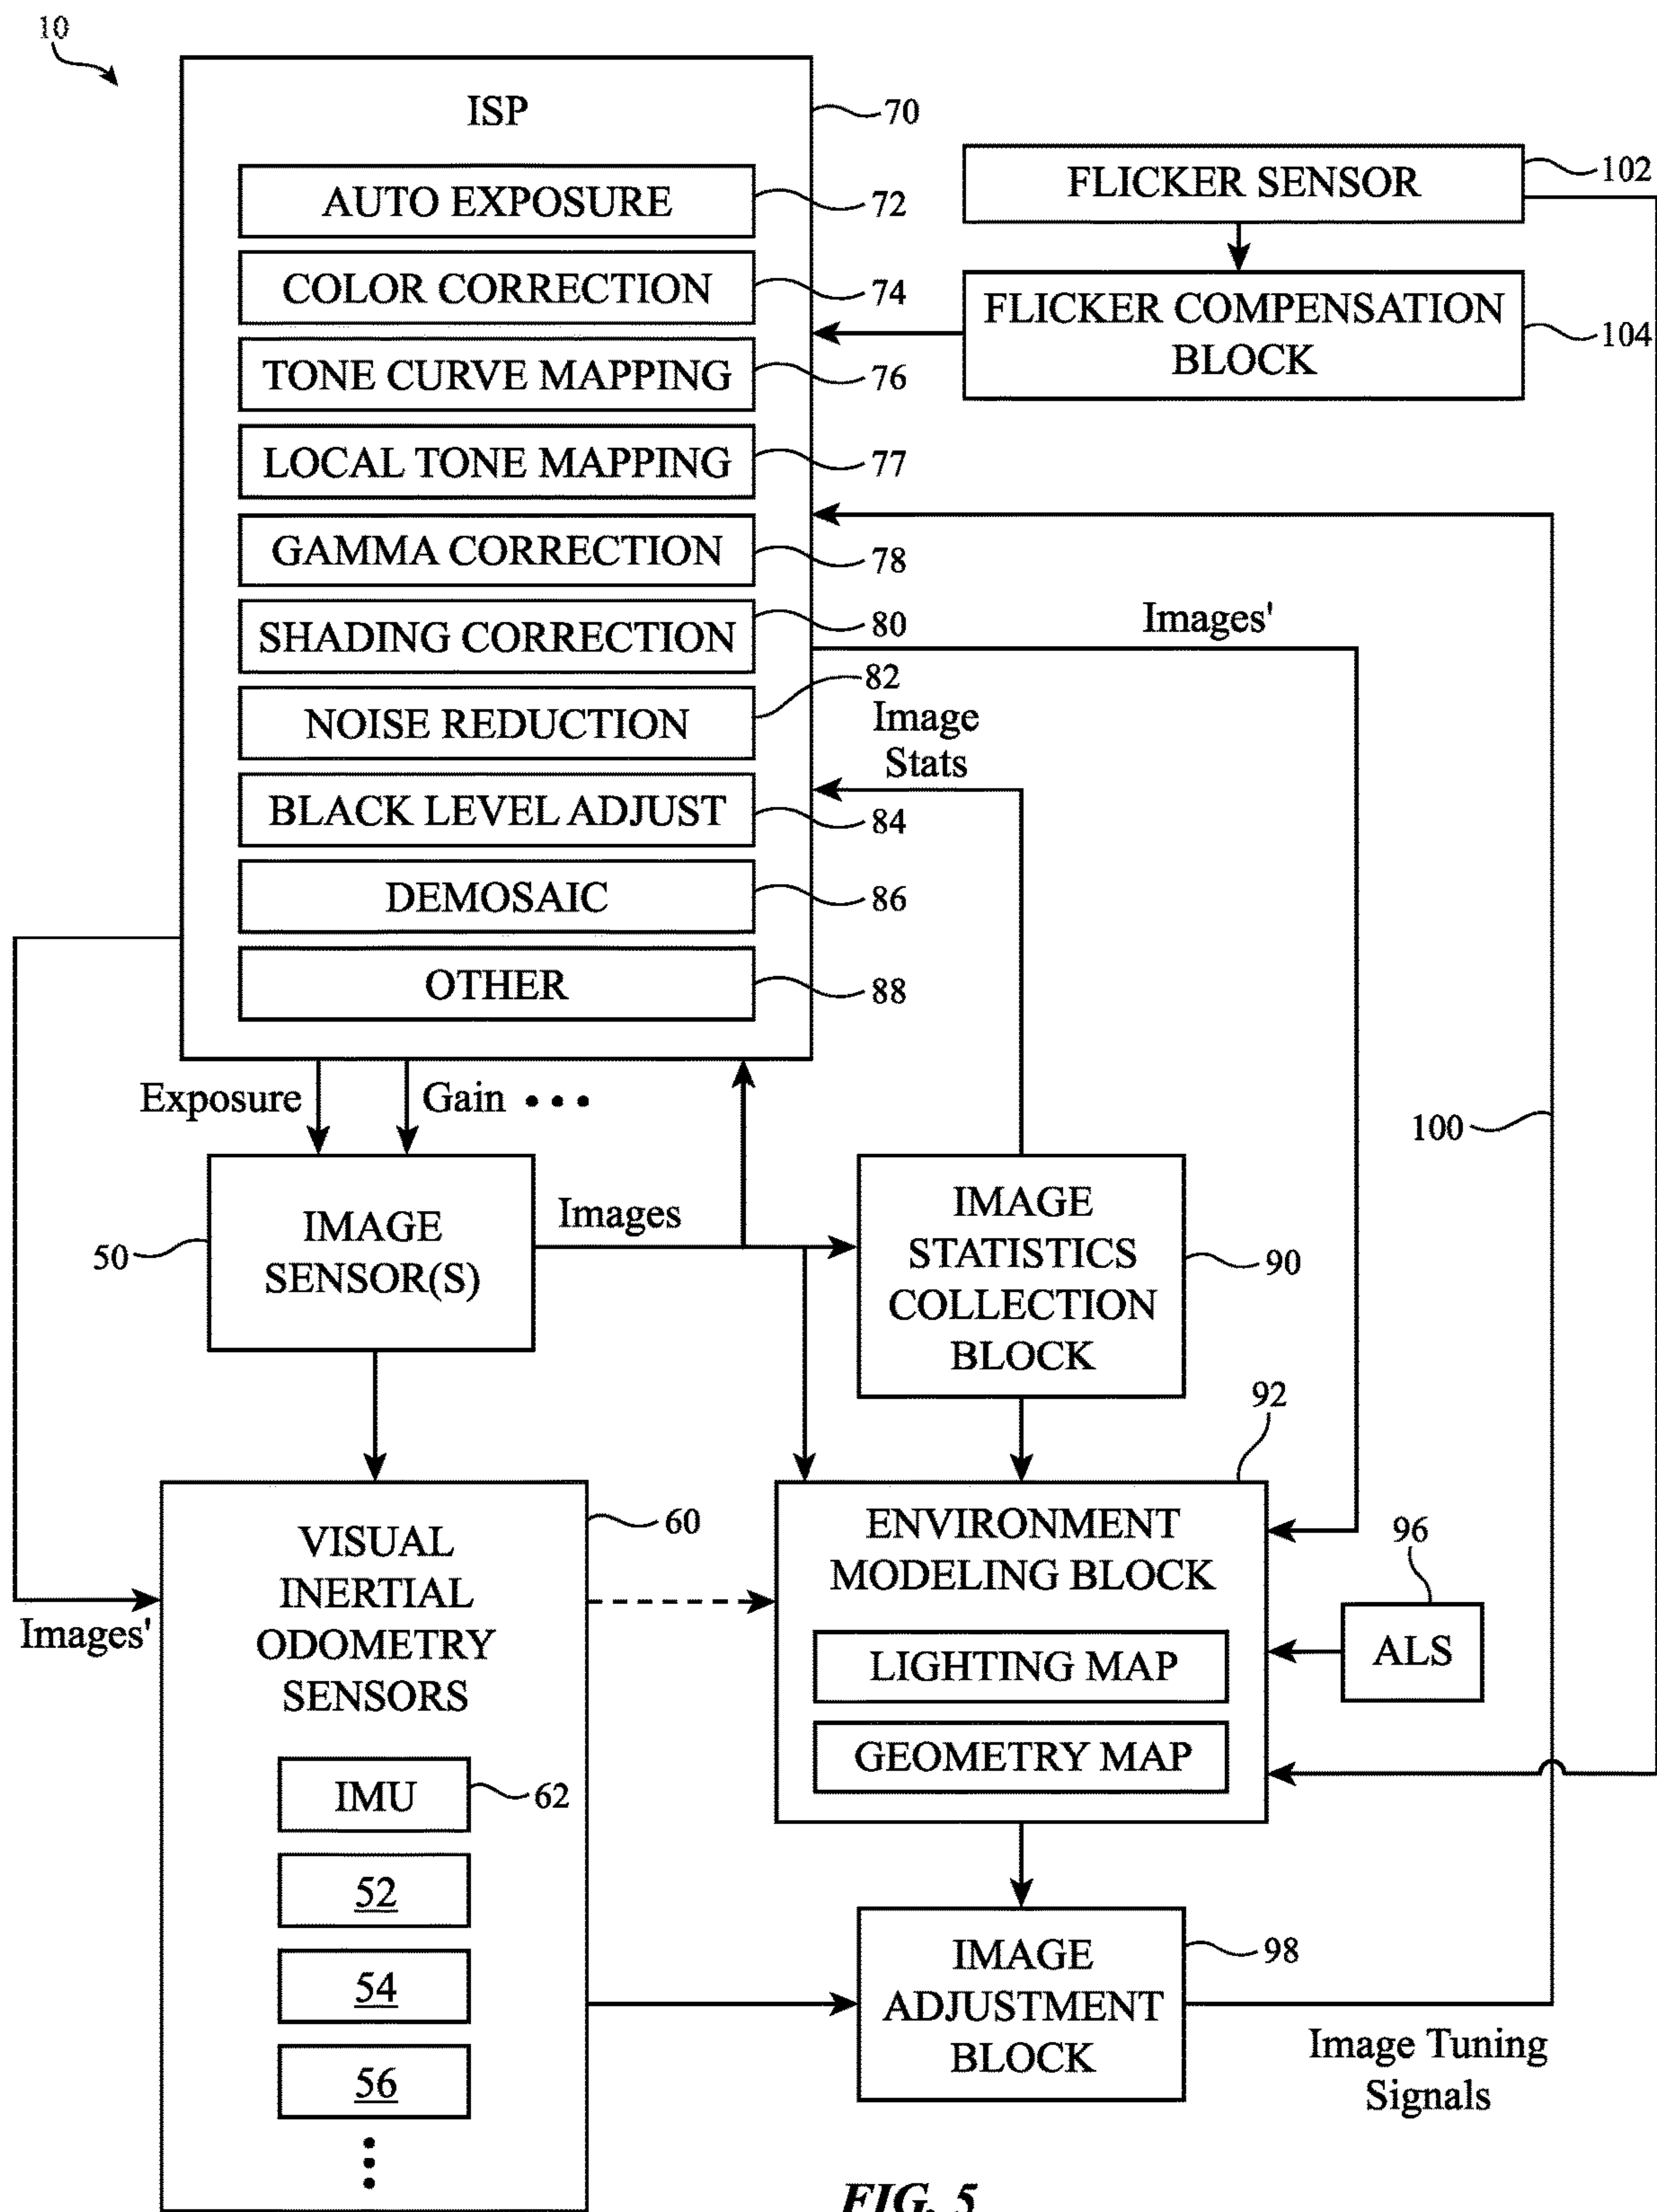 10
ISP
70
AUTO EXPOSURE
72
COLOR CORRECTION
74
TONE CURVE MAPPING
76
LOCAL TONE MAPPING
77
GAMMA CORRECTION
78
SHADING CORRECTION
80
NOISE REDUCTION
82
BLACK LEVEL ADJUST
84
DEMOSAIC
86
OTHER
88
FLICKER SENSOR
102
FLICKER COMPENSATION
BLOCK
104
Images'
Image
Stats
Exposure
Gain •••
100
IMAGE
SENSOR(S)
50
Images
IMAGE
STATISTICS
COLLECTION
BLOCK
90
92
VISUAL
INERTIAL
ODOMETRY
SENSORS
60
Images'
IMU
62
52
54
56
ENVIRONMENT
MODELING BLOCK
LIGHTING MAP
GEOMETRY MAP
96
ALS
IMAGE
ADJUSTMENT
BLOCK
98
Image Tuning
Signals
FIG. 5